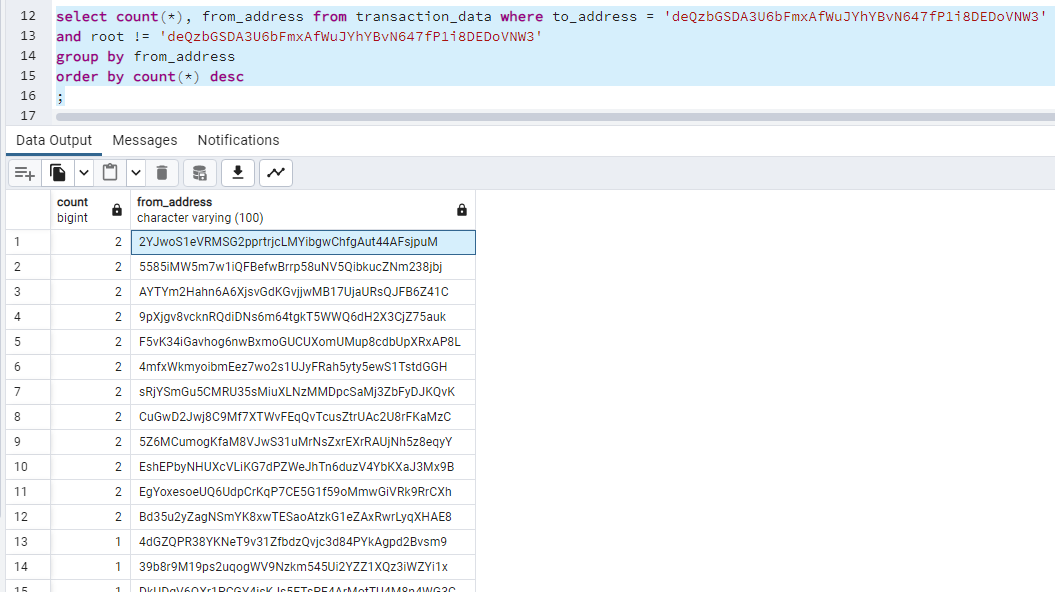 12 select count(*), from_address from transaction_data where to_address = 'deQzbGSDA3U6bFmxAfWuJYhYBvN647fP1i8DEDoVNW3'
13 and root != 'deQzbGSDA3U6bFmxAfWuJYhYBvN647fP1i8DEDoVNW3'
14 group by from_address
15 order by count(*) desc
16 ;
17
Data Output Messages Notifications
count from_address
bigint character varying (100)
1 2 2YJwoS1eVRMSG2pprtrjcLMYibgwChfgAut44AFsjpuM
2 2 5585iMW5m7w1iQFBefwBrrp58uNV5QibkucZNm238jbj
3 2 AYTYm2Hahn6A6XjsvGdKGvjjwMB17UjaURsQJFB6Z41C
4 2 9pXjgv8vcknRQdiDNs6m64tgkT5WWQ6dH2X3CjZ75auk
5 2 F5vK34iGavhog6nwBxmoGUCUXomUMup8cdbUpXRxAP8L
6 2 4mfxWkmyoibmEez7wo2s1UJyFRah5yty5ewS1TstdGGH
7 2 sRjYSmGu5CMRU35sMiuXLNzMMDpcSaMj3ZbFyDJKQvK
8 2 CuGwD2Jwj8C9Mf7XTWvFEqQvTcusZtrUAc2U8rFKaMzC
9 2 5Z6MCumogKfaM8VJwS31uMrNsZxrEXrRAUjNh5z8eqyY
10 2 EshEPbyNHUXcVLiKG7dPZWeJhTn6duzV4YbKXaJ3Mx9B
11 2 EgYoxesoeUQ6UdpCrKqP7CE5G1f59oMmwGiVRk9RrCXh
12 2 Bd35u2yZagNSmYK8xwTESaoAtzkG1eZAxRwrLyqXHAE8
13 1 4dGZQPR38YKNeT9v31ZfbdzQvjc3d84PYkAgpd2Bvsm9
14 1 39b8r9M19ps2uqogWV9Nzkm545Ui2YZZ1XQz3iWZYi1x
15 1